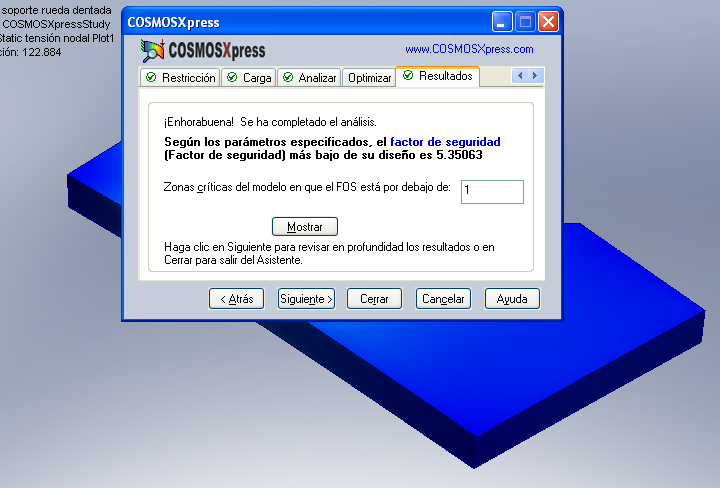 soporte rueda dentada
COSMOSXpressStudy
Static tensión nodal Plot1
ción: 122.884
COSMOSXpress
COSMOSXpress
www.COSMOSXpress.com
Restricción
Carga
Analizar
Optimizar
Resultados
¡Enhorabuena! Se ha completado el análisis.
Según los parámetros especificados, el factor de seguridad
(Factor de seguridad) más bajo de su diseño es 5.35063
Zonas críticas del modelo en que el FOS está por debajo de:
1
Mostrar
Haga clic en Siguiente para revisar en profundidad los resultados o en
Cerrar para salir del Asistente.
< Atrás
Siguiente >
Cerrar
Cancelar
Ayuda